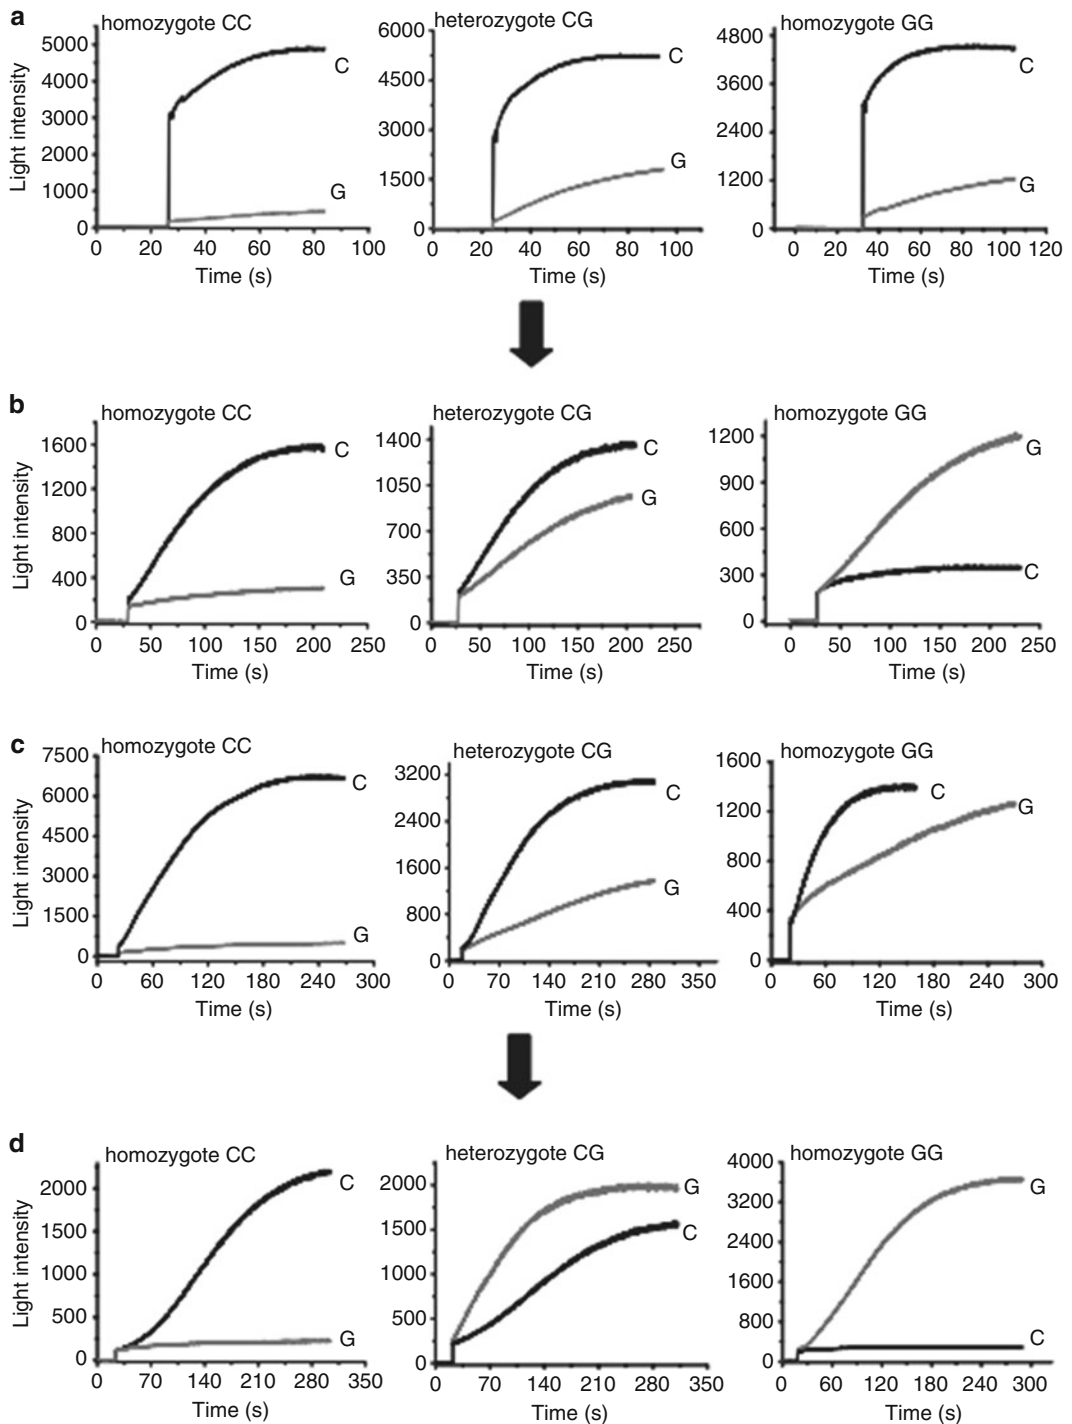 a
homozygote CC
heterozygote CG
homozygote GG
Light intensity
5000
4000
3000
2000
1000
0
C
G
0 20 40 60 80 100
Time (s)
6000
4500
3000
1500
0
C
G
0 20 40 60 80 100
Time (s)
4800
3600
2400
1200
0
C
G
0 20 40 60 80 100 120
Time (s)
b
homozygote CC
heterozygote CG
homozygote GG
Light intensity
1600
1200
800
400
0
C
G
0 50 100 150 200 250
Time (s)
1400
1050
700
350
0
C
G
0 50 100 150 200 250
Time (s)
1200
900
600
300
0
G
C
0 50 100 150 200 250
Time (s)
c
homozygote CC
heterozygote CG
homozygote GG
Light intensity
7500
6000
4500
3000
1500
0
C
G
0 60 120 180 240 300
Time (s)
3200
2400
1600
800
0
C
G
0 70 140 210 280 350
Time (s)
1600
1200
800
400
0
C
G
0 60 120 180 240 300
Time (s)
d
homozygote CC
heterozygote CG
homozygote GG
Light intensity
2000
1500
1000
500
0
C
G
0 70 140 210 280 350
Time (s)
2000
1500
1000
500
0
G
C
0 70 140 210 280 350
Time (s)
4000
3200
2400
1600
800
0
G
C
0 60 120 180 240 300
Time (s)